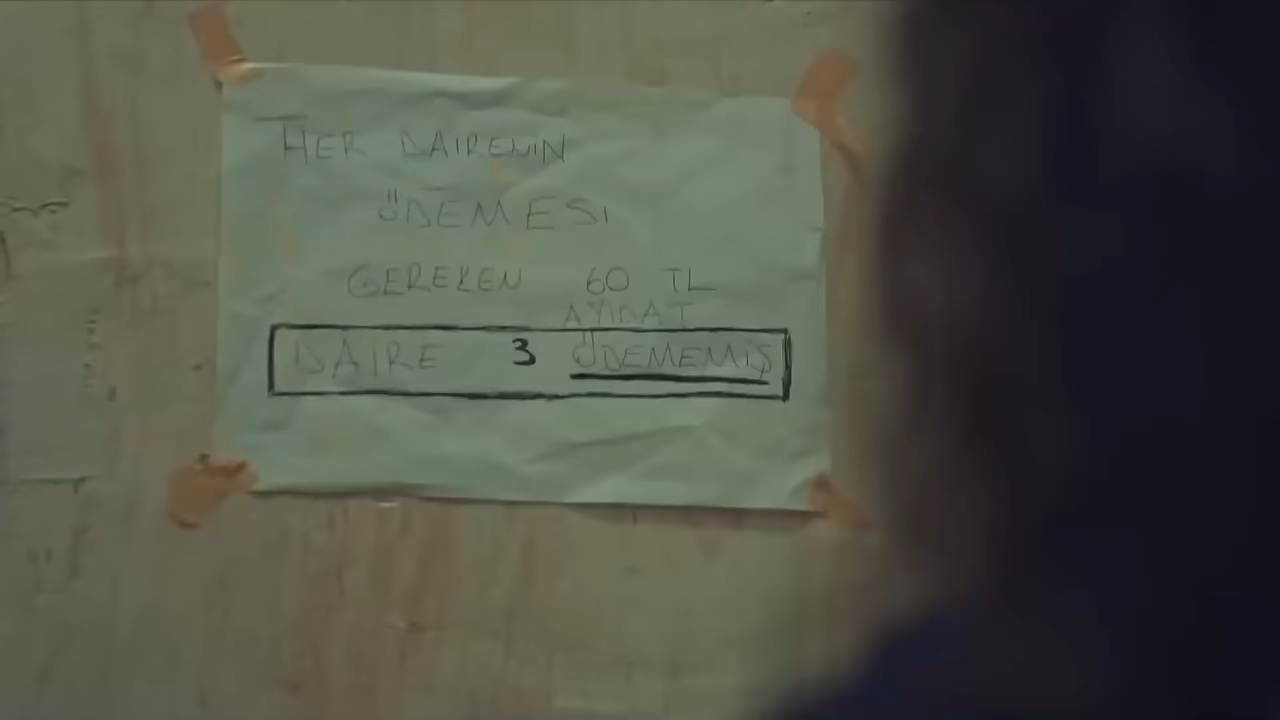 HER DAİRENİN
ÖDEMESİ
GEREKEN 60 TL
AYIDAT
DAİRE 3 ÖDEMEMİŞ